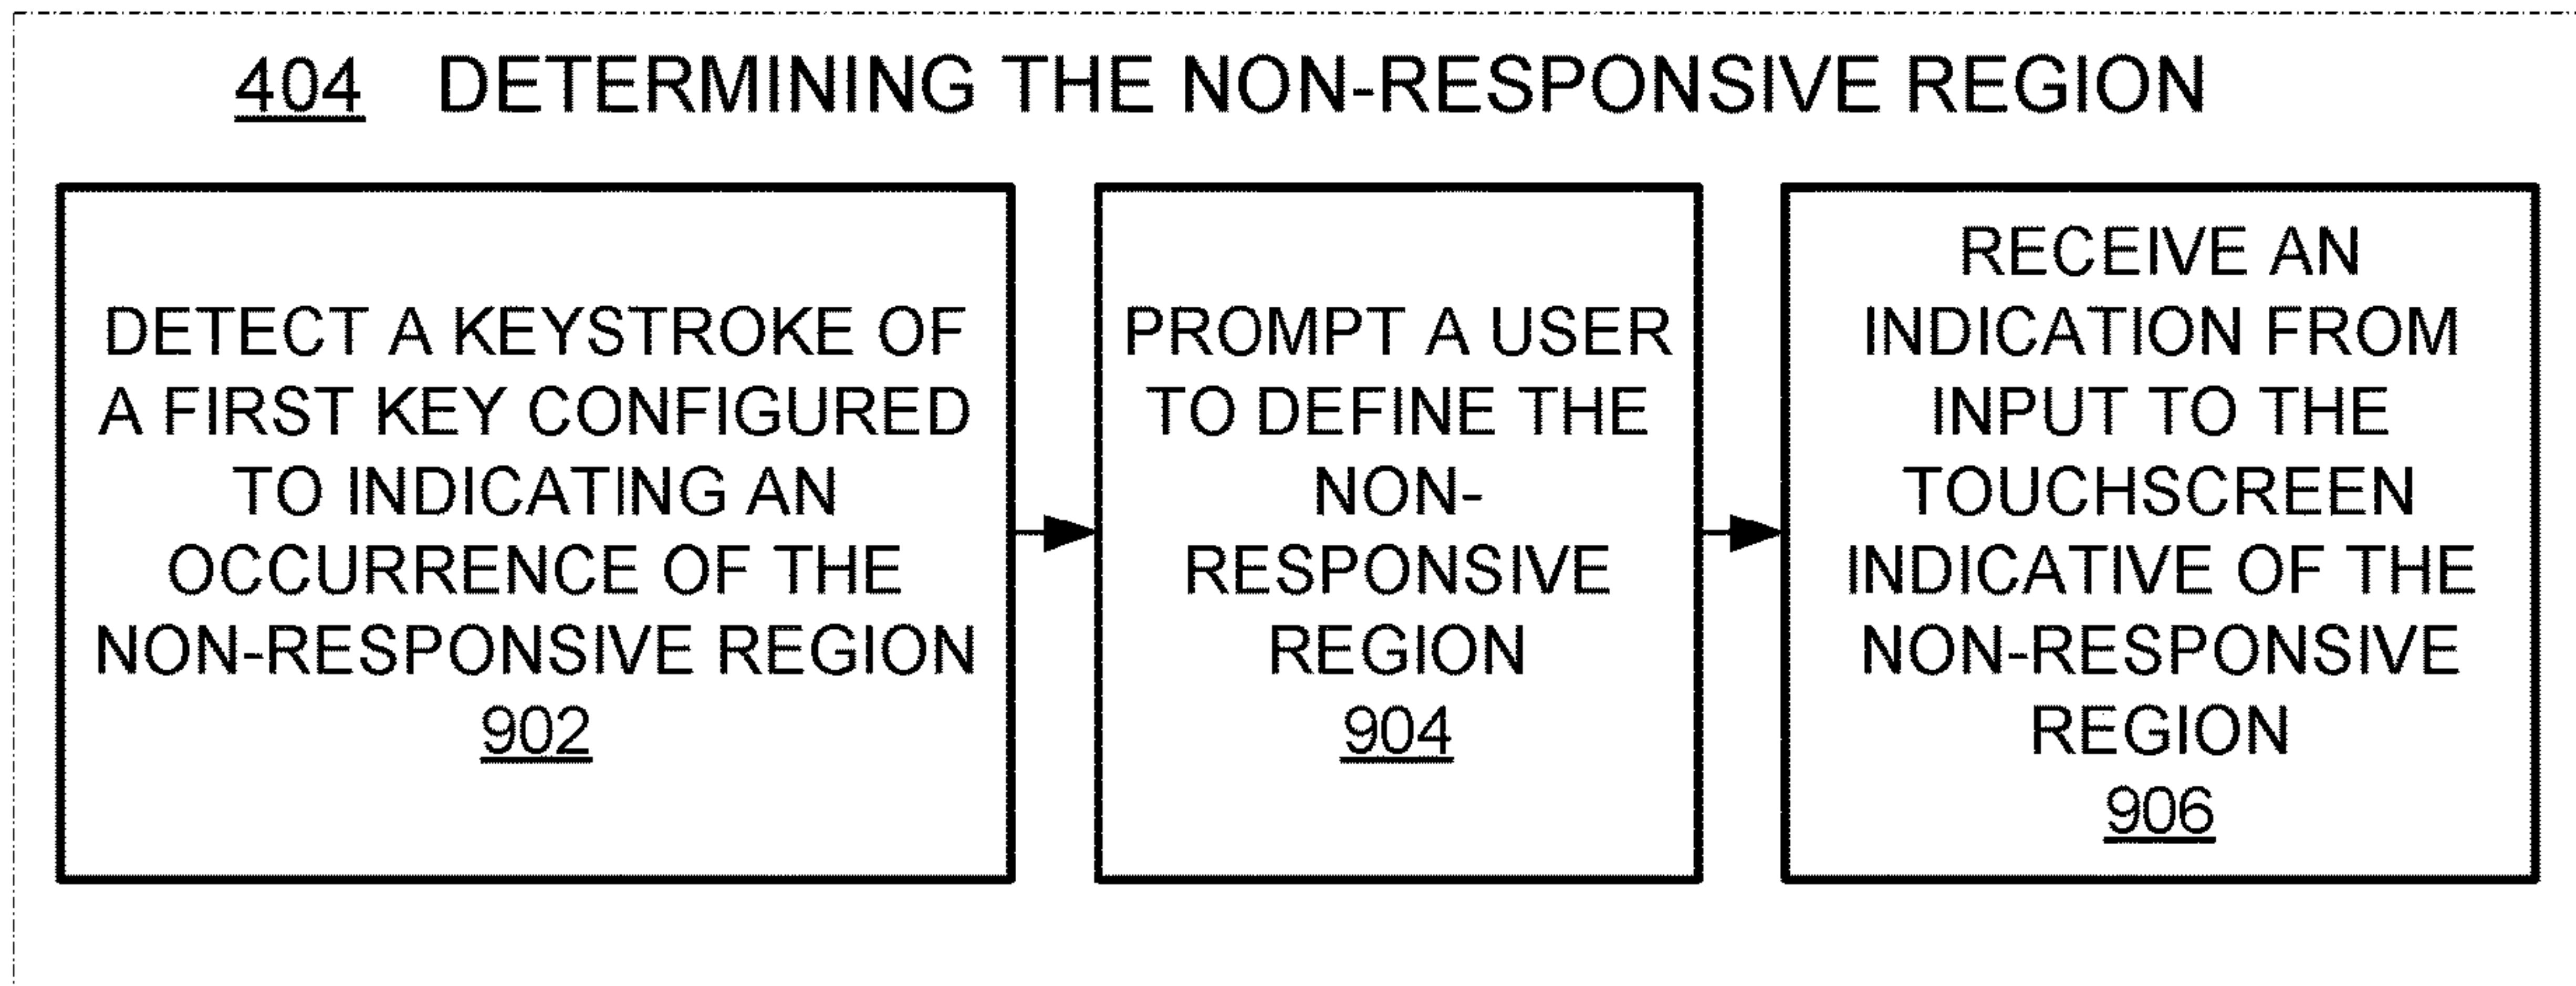 404 DETERMINING THE NON-RESPONSIVE REGION
DETECT A KEYSTROKE OF
A FIRST KEY CONFIGURED
TO INDICATING AN
OCCURRENCE OF THE
NON-RESPONSIVE REGION
902
PROMPT A USER
TO DEFINE THE
NON-
RESPONSIVE
REGION
904
RECEIVE AN
INDICATION FROM
INPUT TO THE
TOUCHSCREEN
INDICATIVE OF THE
NON-RESPONSIVE
REGION
906